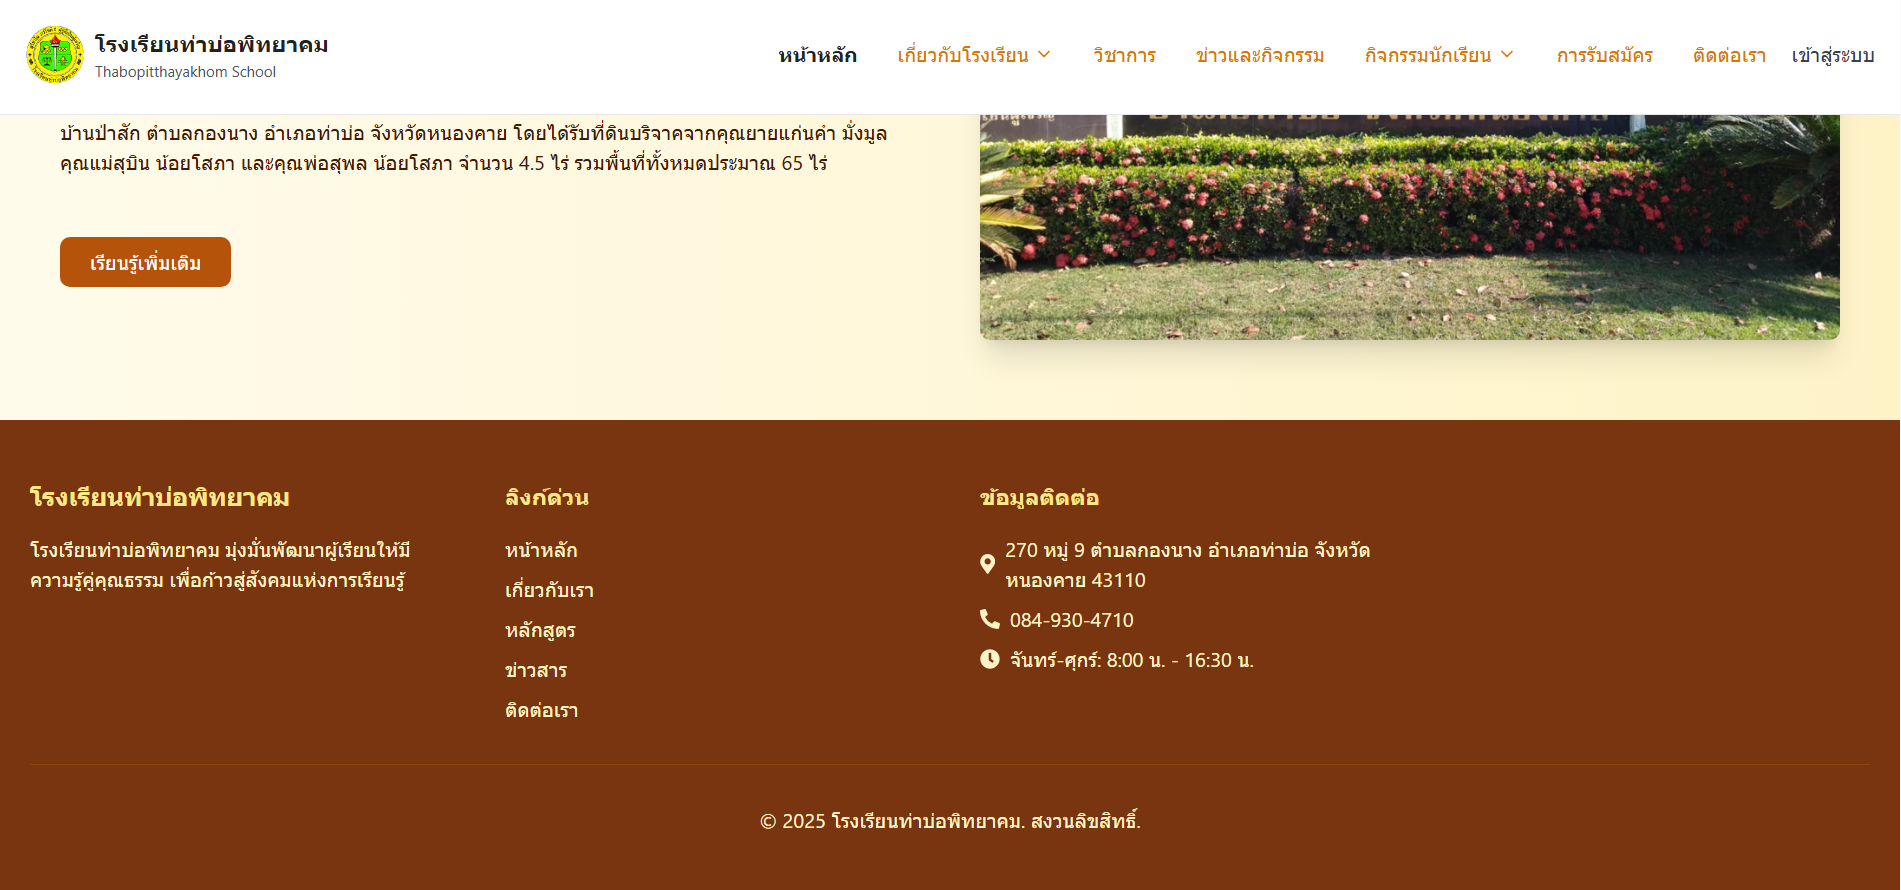 โรงเรียนท่าบ่อพิทยาคม
Thabopitthayakhom School
หน้าหลัก
เกี่ยวกับโรงเรียน
วิชาการ
ข่าวและกิจกรรม
กิจกรรมนักเรียน
การรับสมัคร
ติดต่อเรา
เข้าสู่ระบบ
บ้านป่าสัก ตำบลกองนาง อำเภอท่าบ่อ จังหวัดหนองคาย โดยได้รับที่ดินบริจาคจากคุณยายแก่นคำ มั่งมูล
คุณแม่สุบิน น้อยโสภา และคุณพ่อสุพล น้อยโสภา จำนวน 4.5 ไร่ รวมพื้นที่ทั้งหมดประมาณ 65 ไร่
เรียนรู้เพิ่มเติม
โรงเรียนท่าบ่อพิทยาคม
โรงเรียนท่าบ่อพิทยาคม มุ่งมั่นพัฒนาผู้เรียนให้มี
ความรู้คู่คุณธรรม เพื่อก้าวสู่สังคมแห่งการเรียนรู้
ลิงก์ด่วน
หน้าหลัก
เกี่ยวกับเรา
หลักสูตร
ข่าวสาร
ติดต่อเรา
ข้อมูลติดต่อ
270 หมู่ 9 ตำบลกองนาง อำเภอท่าบ่อ จังหวัด
หนองคาย 43110
084-930-4710
จันทร์-ศุกร์: 8:00 น. - 16:30 น.
© 2025 โรงเรียนท่าบ่อพิทยาคม. สงวนลิขสิทธิ์.